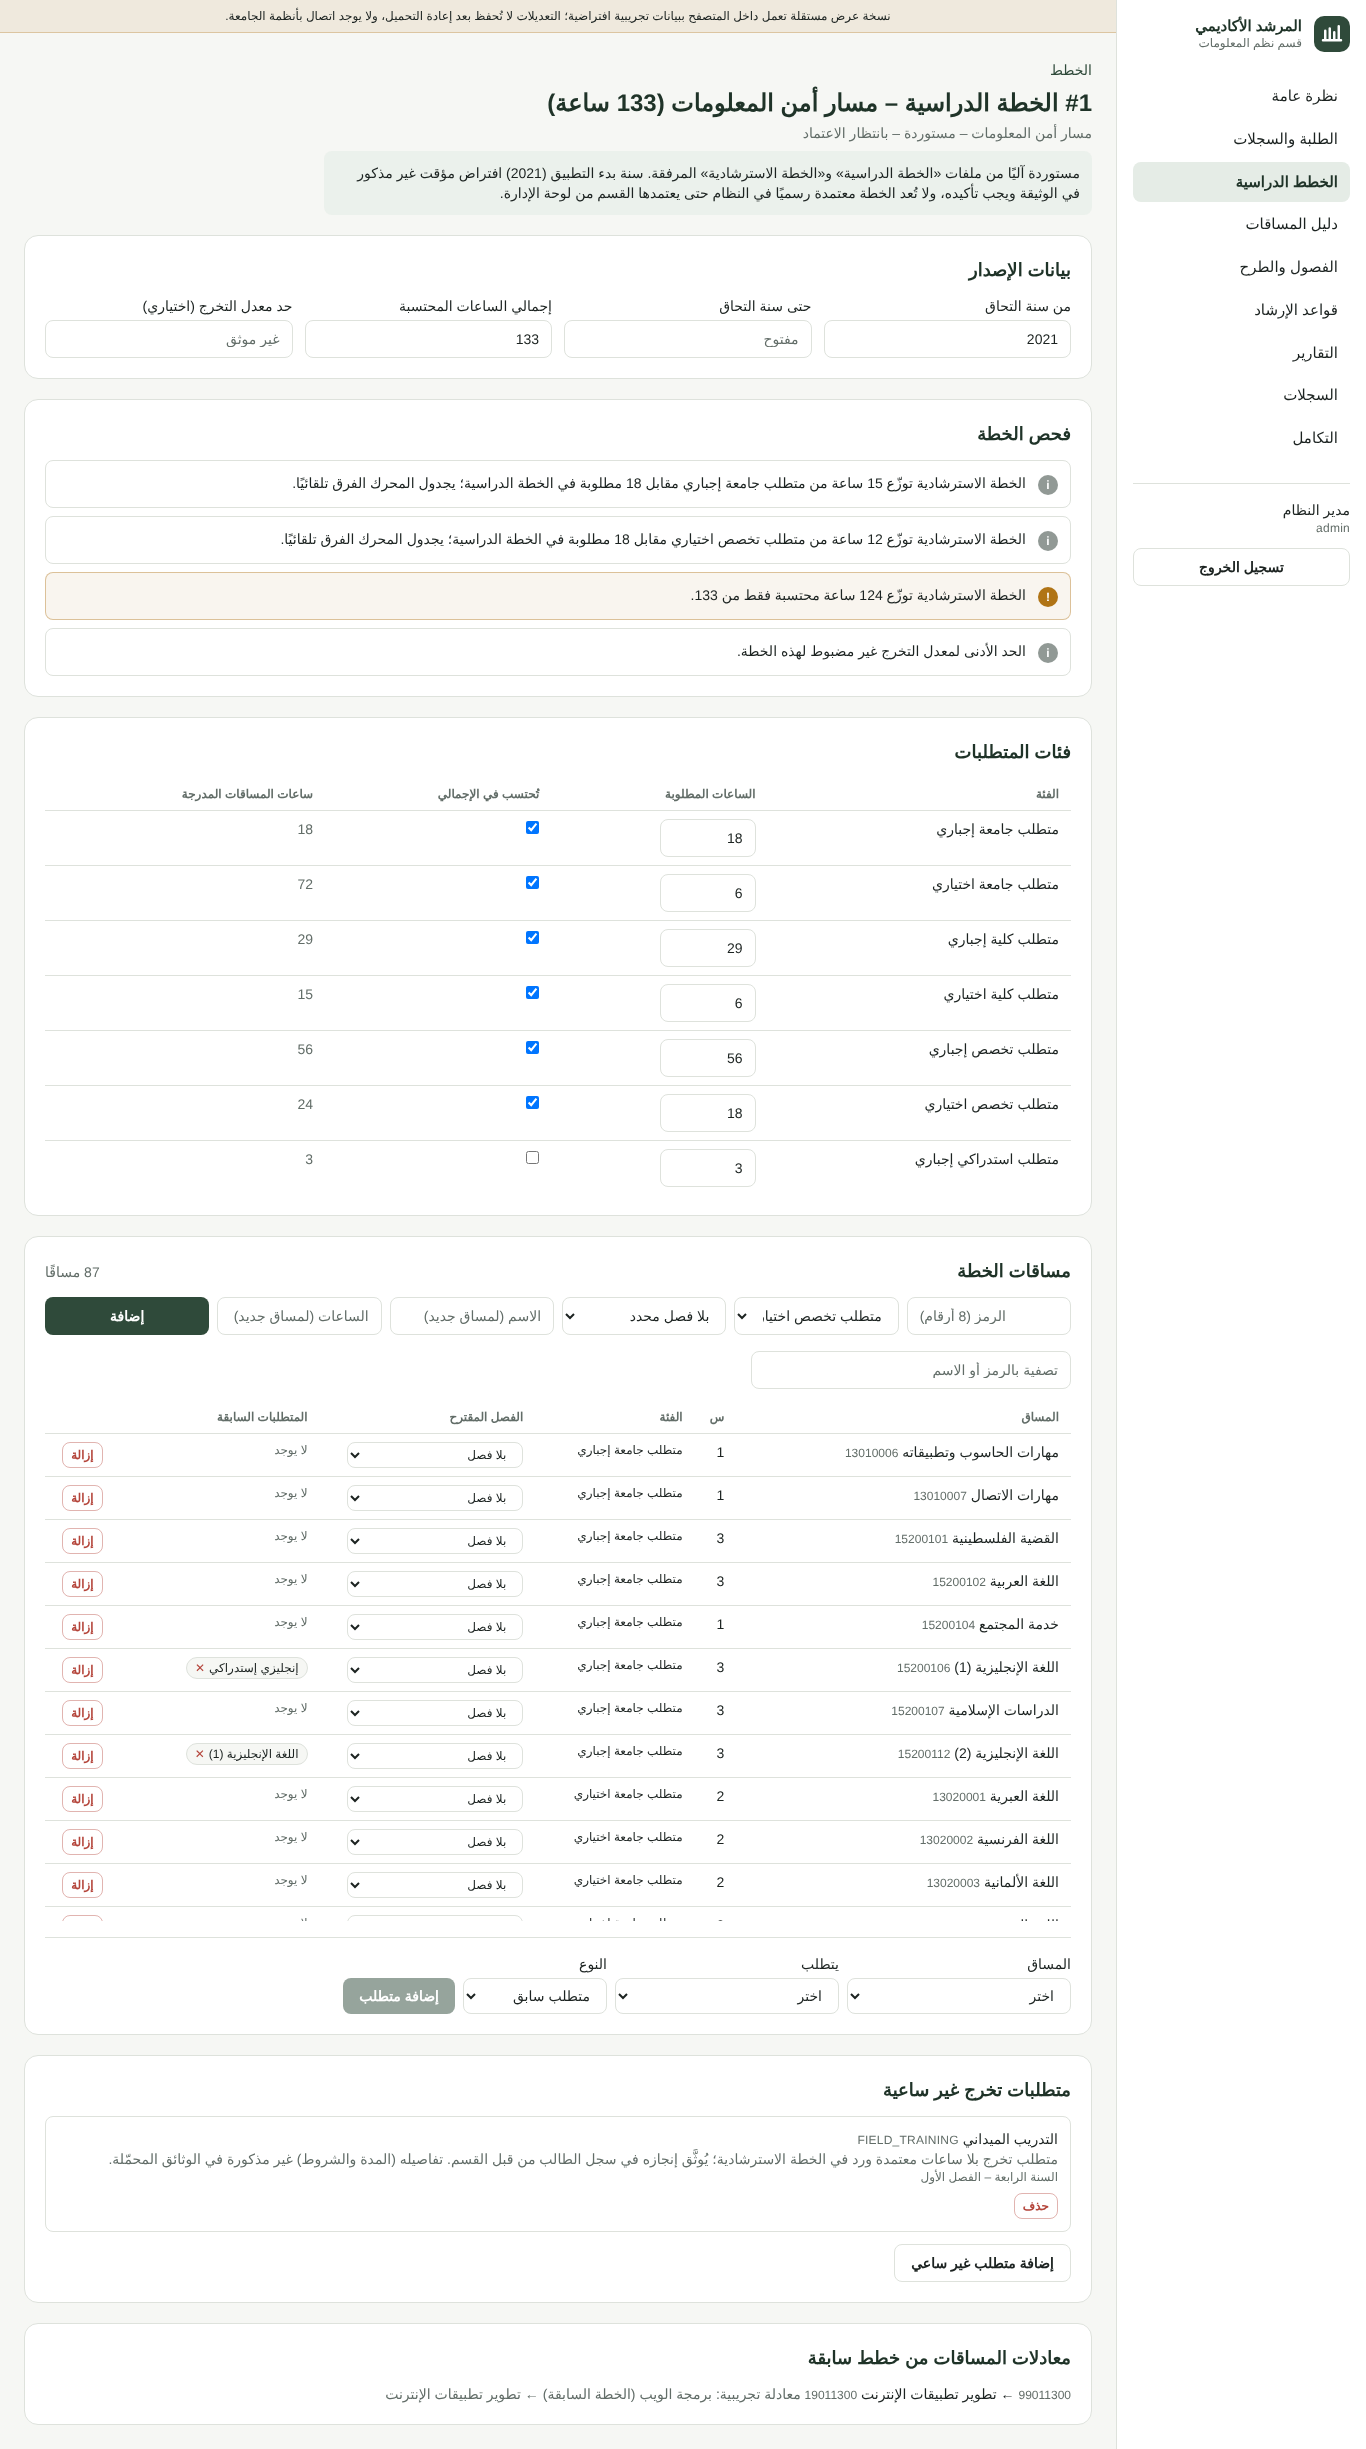 نسخة عرض مستقلة تعمل داخل المتصفح ببيانات تجريبية افتراضية؛ التعديلات لا تُحفظ بعد إعادة التحميل، ولا يوجد اتصال بأنظمة الجامعة.
المرشد الأكاديمي
قسم نظم المعلومات
نظرة عامة
الطلبة والسجلات
الخطط الدراسية
دليل المساقات
الفصول والطرح
قواعد الإرشاد
التقارير
السجلات
التكامل
مدير النظام
admin
تسجيل الخروج
الخطط
#1 الخطة الدراسية – مسار أمن المعلومات (133 ساعة)
مسار أمن المعلومات – مستوردة – بانتظار الاعتماد
مستوردة آليًا من ملفات «الخطة الدراسية» و«الخطة الاسترشادية» المرفقة. سنة بدء التطبيق (2021) افتراض مؤقت غير مذكور
في الوثيقة ويجب تأكيده، ولا تُعد الخطة معتمدة رسميًا في النظام حتى يعتمدها القسم من لوحة الإدارة.
بيانات الإصدار
من سنة التحاق حتى سنة التحاق إجمالي الساعات المحتسبة حد معدل التخرج (اختياري)
2021 مفتوح 133 غير موثق
فحص الخطة
i الخطة الاسترشادية توزّع 15 ساعة من متطلب جامعة إجباري مقابل 18 مطلوبة في الخطة الدراسية؛ يجدول المحرك الفرق تلقائيًا.
i الخطة الاسترشادية توزّع 12 ساعة من متطلب تخصص اختياري مقابل 18 مطلوبة في الخطة الدراسية؛ يجدول المحرك الفرق تلقائيًا.
! الخطة الاسترشادية توزّع 124 ساعة محتسبة فقط من 133.
i الحد الأدنى لمعدل التخرج غير مضبوط لهذه الخطة.
فئات المتطلبات
الفئة الساعات المطلوبة تُحتسب في الإجمالي ساعات المساقات المدرجة
متطلب جامعة إجباري 18 18
متطلب جامعة اختياري 6 72
متطلب كلية إجباري 29 29
متطلب كلية اختياري 6 15
متطلب تخصص إجباري 56 56
متطلب تخصص اختياري 18 24
متطلب استدراكي إجباري 3 3
مساقات الخطة 87 مساقًا
الرمز (8 أرقام) متطلب تخصص اختيا بلا فصل محدد الاسم (لمساق جديد) الساعات (لمساق جديد) إضافة
تصفية بالرمز أو الاسم
المساق س الفئة الفصل المقترح المتطلبات السابقة
مهارات الحاسوب وتطبيقاته 13010006 1 متطلب جامعة إجباري بلا فصل لا يوجد إزالة
مهارات الاتصال 13010007 1 متطلب جامعة إجباري بلا فصل لا يوجد إزالة
القضية الفلسطينية 15200101 3 متطلب جامعة إجباري بلا فصل لا يوجد إزالة
اللغة العربية 15200102 3 متطلب جامعة إجباري بلا فصل لا يوجد إزالة
خدمة المجتمع 15200104 1 متطلب جامعة إجباري بلا فصل لا يوجد إزالة
اللغة الإنجليزية (1) 15200106 3 متطلب جامعة إجباري بلا فصل إنجليزي إستدراكي ✕ إزالة
الدراسات الإسلامية 15200107 3 متطلب جامعة إجباري بلا فصل لا يوجد إزالة
اللغة الإنجليزية (2) 15200112 3 متطلب جامعة إجباري بلا فصل اللغة الإنجليزية (1) ✕ إزالة
اللغة العبرية 13020001 2 متطلب جامعة اختياري بلا فصل لا يوجد إزالة
اللغة الفرنسية 13020002 2 متطلب جامعة اختياري بلا فصل لا يوجد إزالة
اللغة الألمانية 13020003 2 متطلب جامعة اختياري بلا فصل لا يوجد إزالة
المساق يتطلب النوع
اختر اختر متطلب سابق إضافة متطلب
متطلبات تخرج غير ساعية
التدريب الميداني FIELD_TRAINING
متطلب تخرج بلا ساعات معتمدة ورد في الخطة الاسترشادية؛ يُوثَّق إنجازه في سجل الطالب من قبل القسم. تفاصيله (المدة والشروط) غير مذكورة في الوثائق المحمّلة.
السنة الرابعة – الفصل الأول
حذف
إضافة متطلب غير ساعي
معادلات المساقات من خطط سابقة
99011300 ← تطوير تطبيقات الإنترنت 19011300 معادلة تجريبية: برمجة الويب (الخطة السابقة) ← تطوير تطبيقات الإنترنت